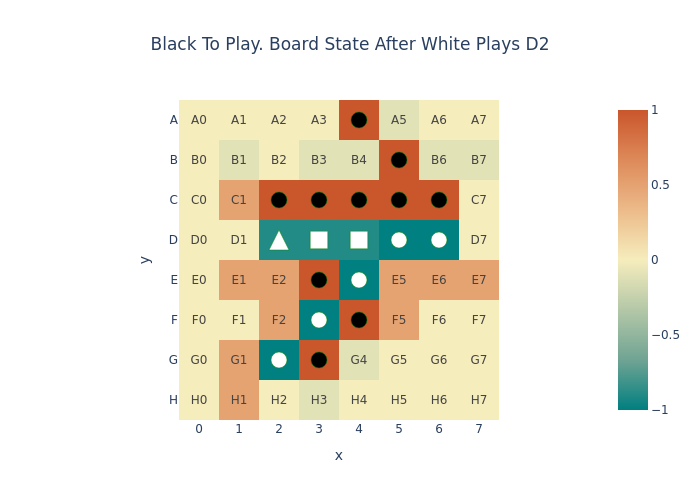 Black To Play. Board State After White Plays D2
A A0 A1 A2 A3 A5 A6 A7
B B0 B1 B2 B3 B4 B6 B7
C C0 C1 C7
D D0 D1 D7
E E0 E1 E2 E5 E6 E7
F F0 F1 F2 F5 F6 F7
G G0 G1 G4 G5 G6 G7
H H0 H1 H2 H3 H4 H5 H6 H7
0 1 2 3 4 5 6 7
x
y
1
0.5
0
−0.5
−1